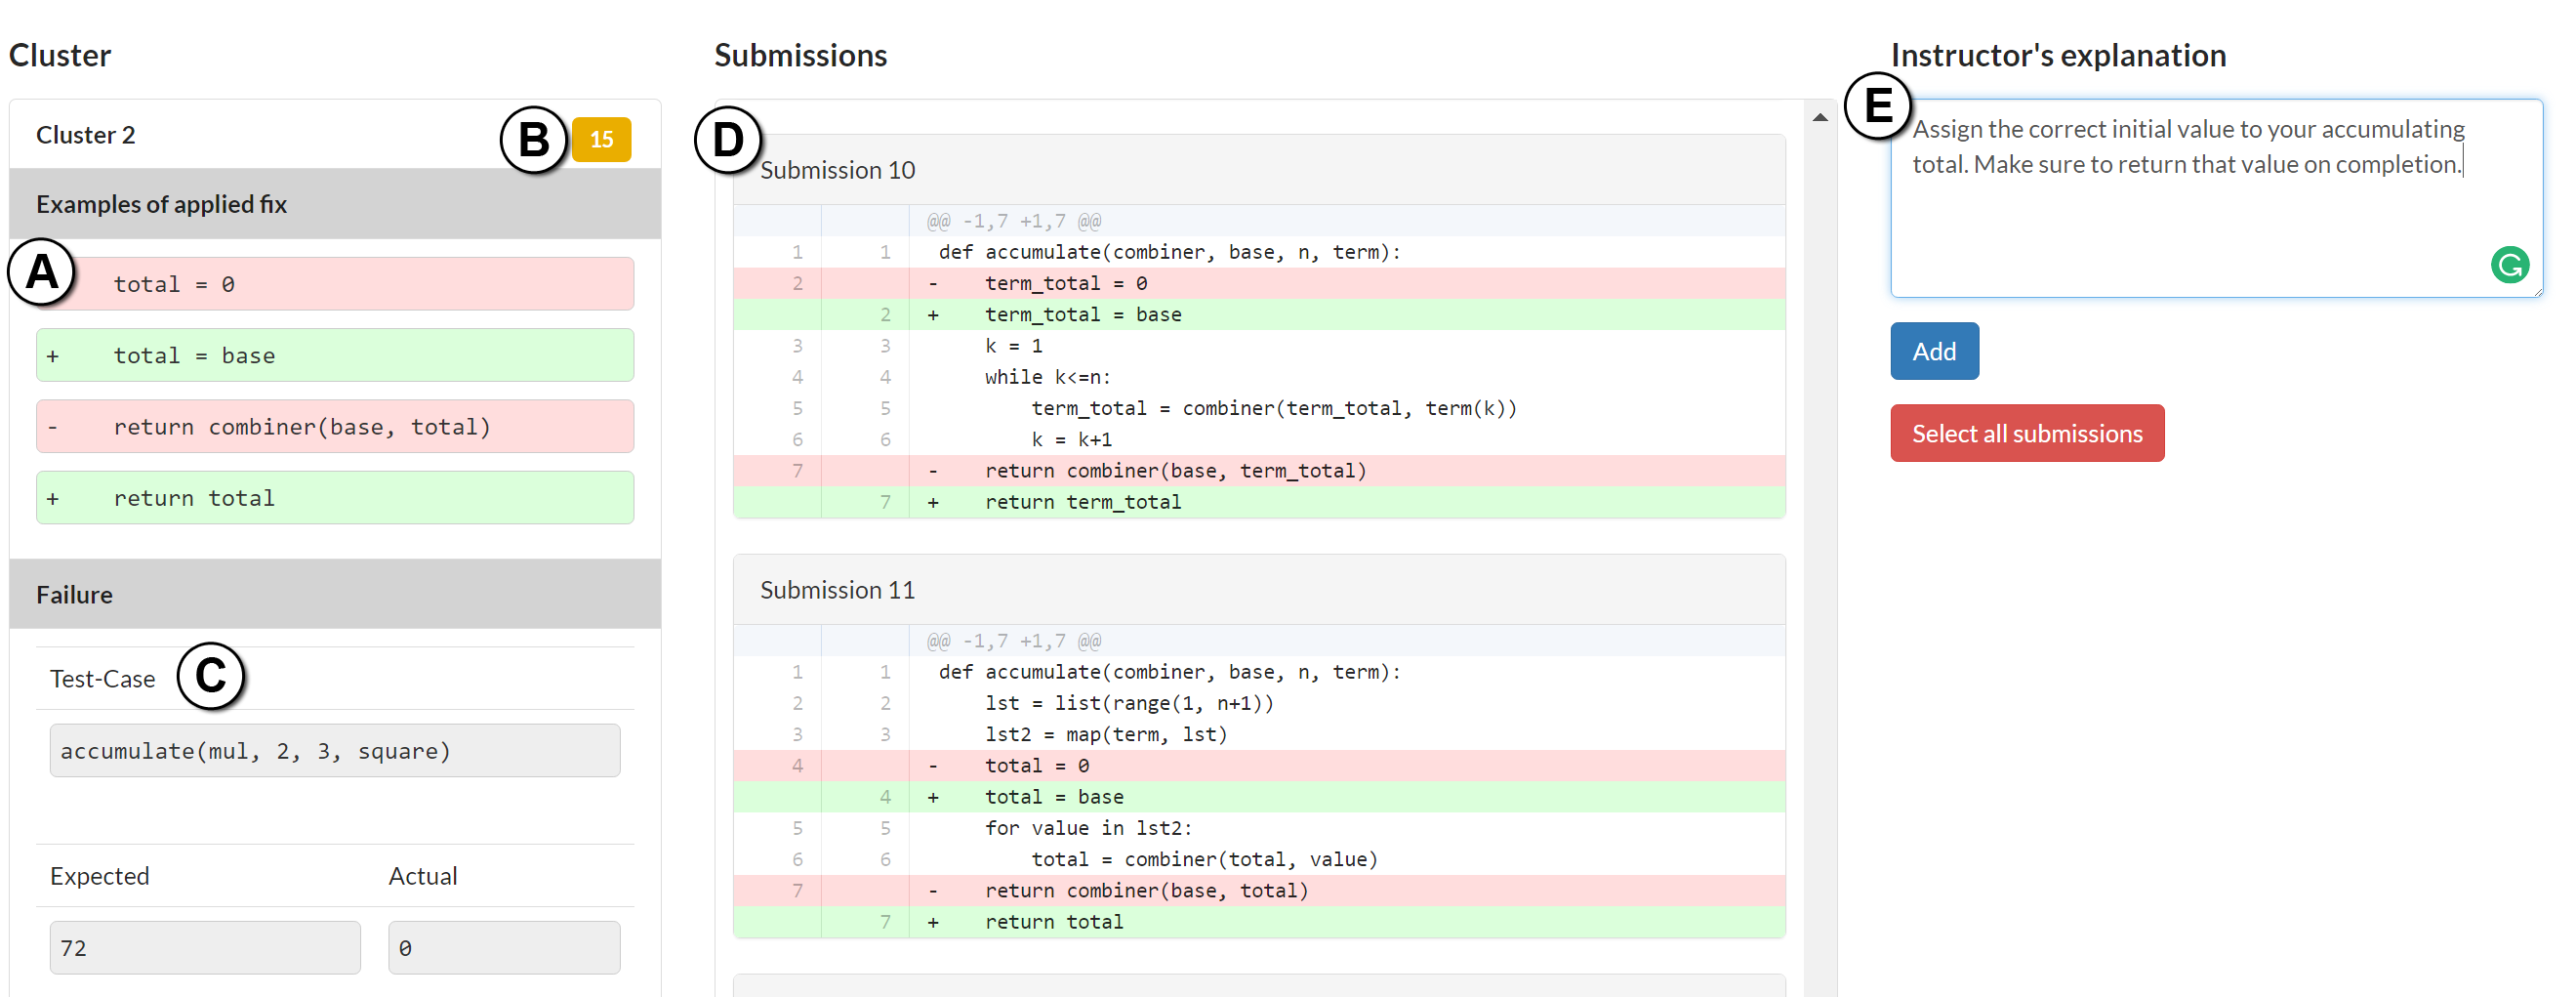 Cluster
Cluster 2
B
15
Examples of applied fix
A
total = 0
+ total = base
- return combiner(base, total)
+ return total
Failure
Test-Case
C
accumulate(mul, 2, 3, square)
Expected Actual
72 0
Submissions
D
Submission 10
@@ -1,7 +1,7 @@
1 1 def accumulate(combiner, base, n, term):
2 - term_total = 0
2 + term_total = base
3 3 k = 1
4 4 while k<=n:
5 5 term_total = combiner(term_total, term(k))
6 6 k = k+1
7 - return combiner(base, term_total)
7 + return term_total
Submission 11
@@ -1,7 +1,7 @@
1 1 def accumulate(combiner, base, n, term):
2 2 lst = list(range(1, n+1))
3 3 lst2 = map(term, lst)
4 - total = 0
4 + total = base
5 5 for value in lst2:
6 6 total = combiner(total, value)
7 - return combiner(base, total)
7 + return total
Instructor's explanation
E
Assign the correct initial value to your accumulating
total. Make sure to return that value on completion.
Add
Select all submissions